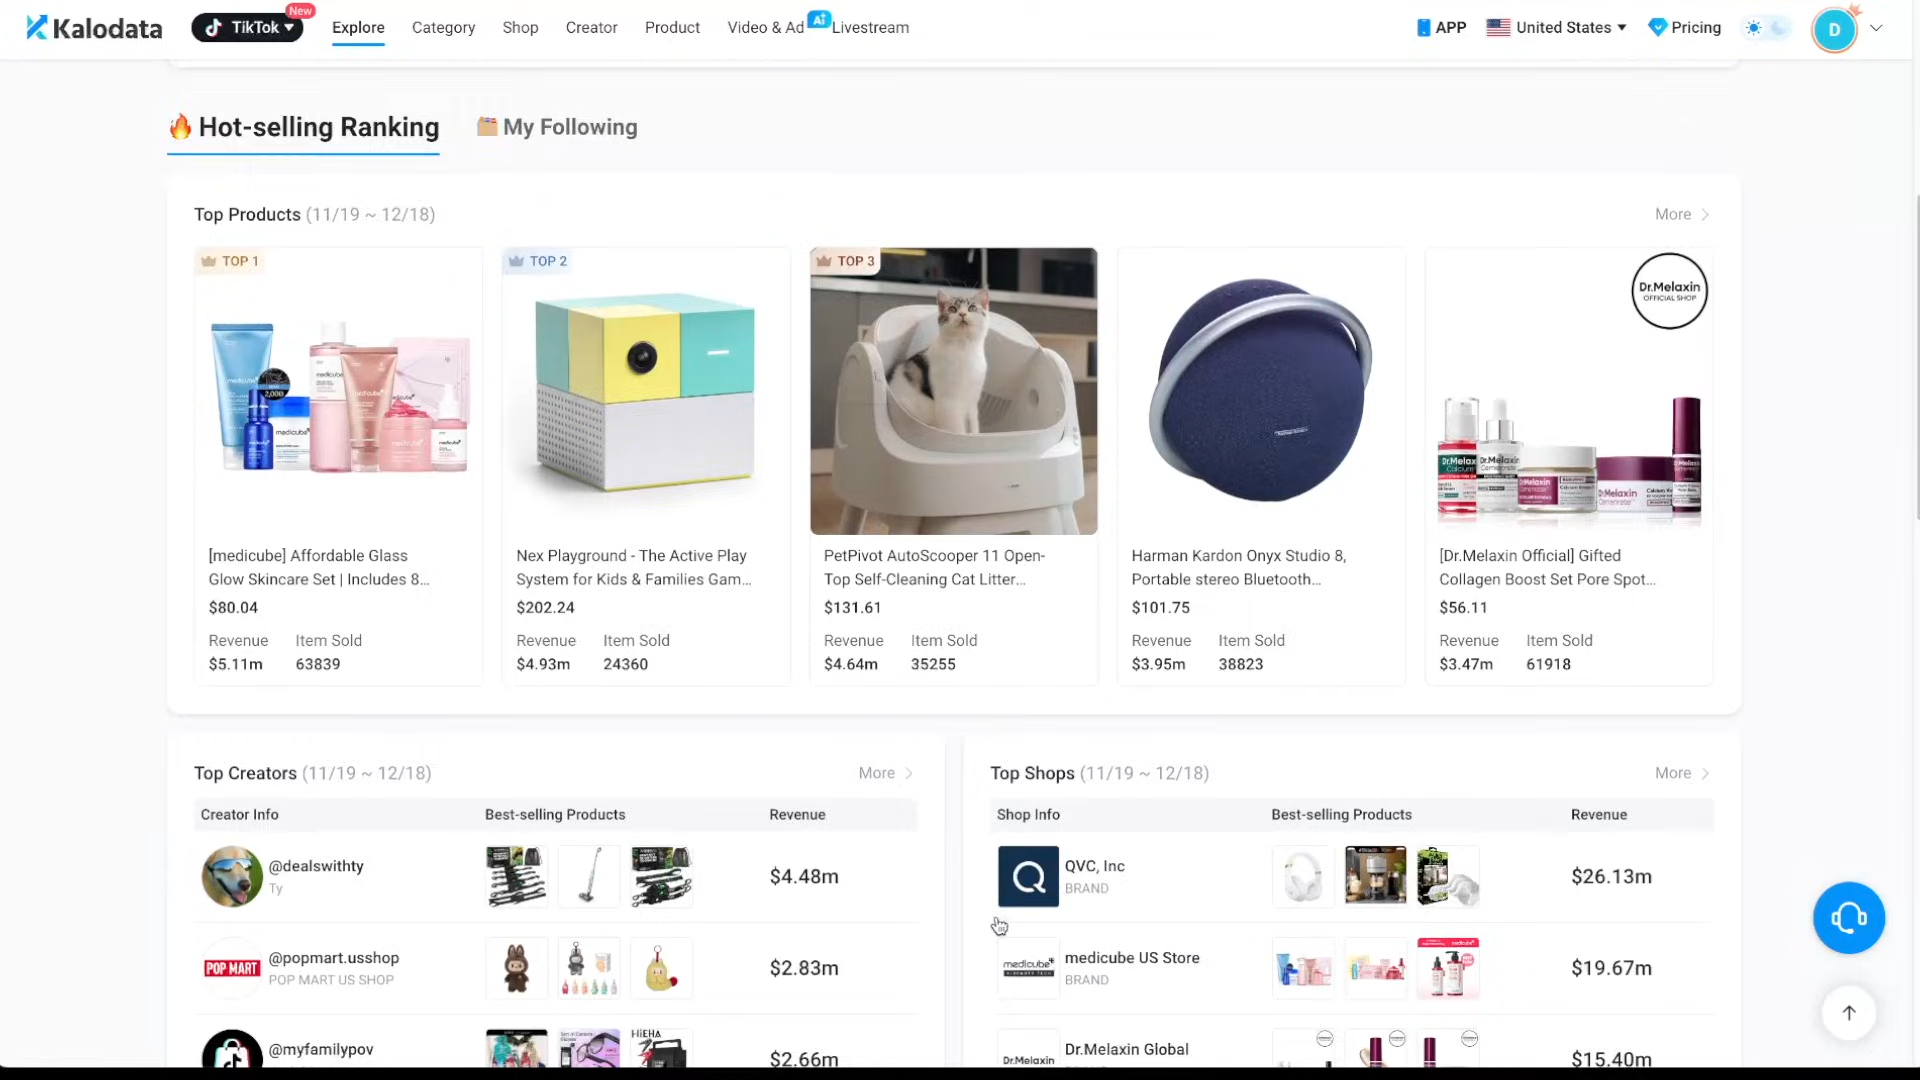 Kalodata
TikTok
New
Explore
Category
Shop
Creator
Product
Video & Ad
Ai
Livestream
APP
United States
Pricing
D
Hot-selling Ranking
My Following
Top Products (11/19 ~ 12/18)
More
TOP 1
medicube
[medicube] Affordable Glass
Glow Skincare Set | Includes 8...
$80.04
Revenue Item Sold
$5.11m 63839
TOP 2
Nex Playground - The Active Play
System for Kids & Families Gam...
$202.24
Revenue Item Sold
$4.93m 24360
TOP 3
PetPivot AutoScooper 11 Open-
Top Self-Cleaning Cat Litter...
$131.61
Revenue Item Sold
$4.64m 35255
Harman Kardon Onyx Studio 8,
Portable stereo Bluetooth...
$101.75
Revenue Item Sold
$3.95m 38823
Dr.Melaxin
OFFICIAL SHOP
[Dr.Melaxin Official] Gifted
Collagen Boost Set Pore Spot...
$56.11
Revenue Item Sold
$3.47m 61918
Top Creators (11/19 ~ 12/18)
More
Creator Info Best-selling Products Revenue
@dealswithty
Ty
$4.48m
POP MART
@popmart.usshop
POP MART US SHOP
$2.83m
@myfamilypov
HiEHA
$2.66m
Top Shops (11/19 ~ 12/18)
More
Shop Info Best-selling Products Revenue
Q
QVC, Inc
BRAND
$26.13m
medicube
medicube US Store
BRAND
$19.67m
Dr.Melaxin
Dr.Melaxin Global
$15.40m